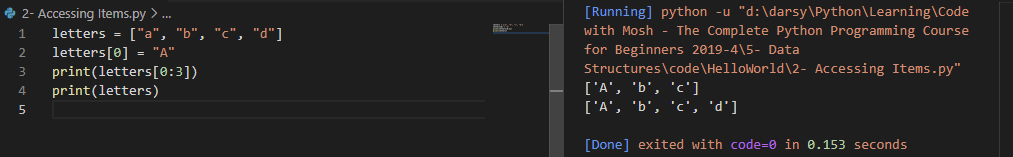 2- Accessing Items.py > ...
1 letters = ["a", "b", "c", "d"]
2 letters[0] = "A"
3 print(letters[0:3])
4 print(letters)
5
[Running] python -u "d:\darsy\Python\Learning\Code
with Mosh - The Complete Python Programming Course
for Beginners 2019-4\5- Data
Structures\code\HelloWorld\2- Accessing Items.py"
['A', 'b', 'c']
['A', 'b', 'c', 'd']
[Done] exited with code=0 in 0.153 seconds